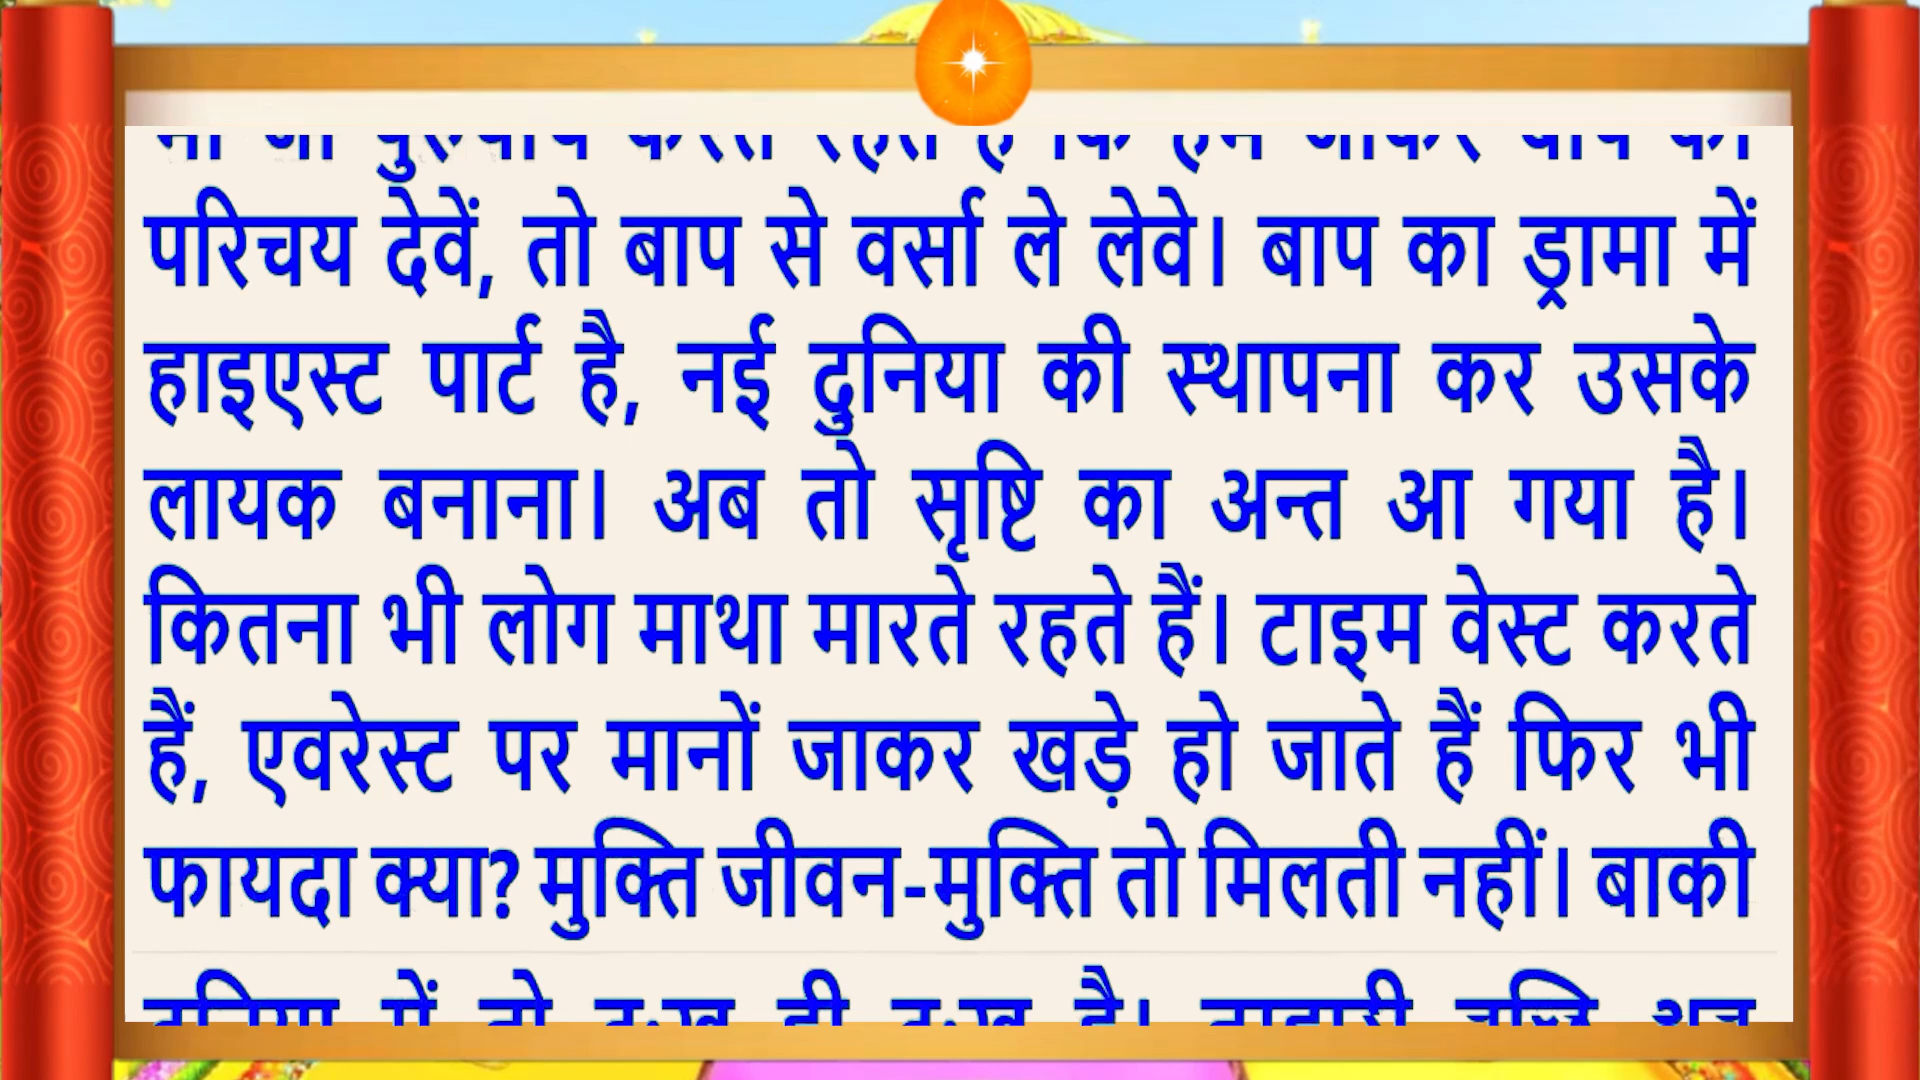 परिचय देवें, तो बाप से वर्सा ले लेवे। बाप का ड्रामा में
हाइएस्ट पार्ट है, नई दुनिया की स्थापना कर उसके
लायक बनाना। अब तो सृष्टि का अन्त आ गया है।
कितना भी लोग माथा मारते रहते हैं। टाइम वेस्ट करते
हैं, एवरेस्ट पर मानों जाकर खड़े हो जाते हैं फिर भी
फायदा क्या? मुक्ति जीवन-मुक्ति तो मिलती नहीं। बाकी
दुनिया में तो दुःख ही दुःख है।